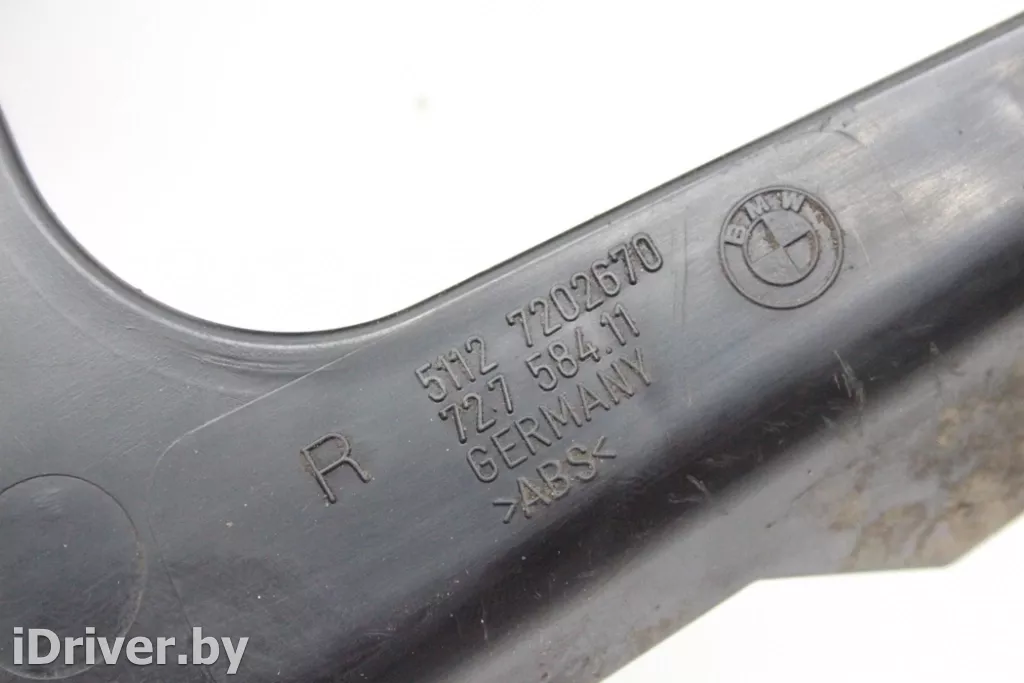 BMW
5112 7202670
727 584.11
GERMANY
>ABS<
R
iDriver.by